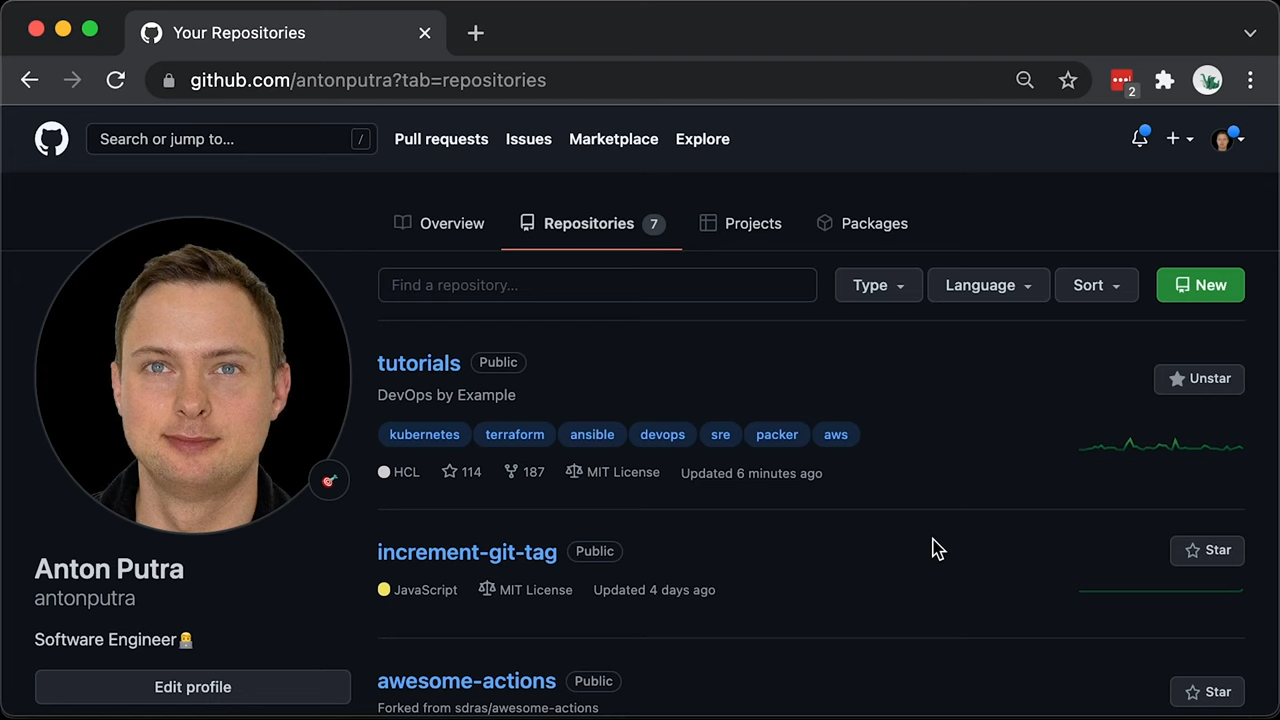 Your Repositories
github.com/antonputra?tab=repositories
2
Search or jump to... /
Pull requests Issues Marketplace Explore
Overview Repositories 7 Projects Packages
Find a repository... Type Language Sort New
tutorials Public
Unstar
DevOps by Example
kubernetes terraform ansible devops sre packer aws
HCL 114 187 MIT License Updated 6 minutes ago
increment-git-tag Public
Star
JavaScript MIT License Updated 4 days ago
awesome-actions Public
Star
Forked from sdras/awesome-actions
Anton Putra
antonputra
Software Engineer
Edit profile